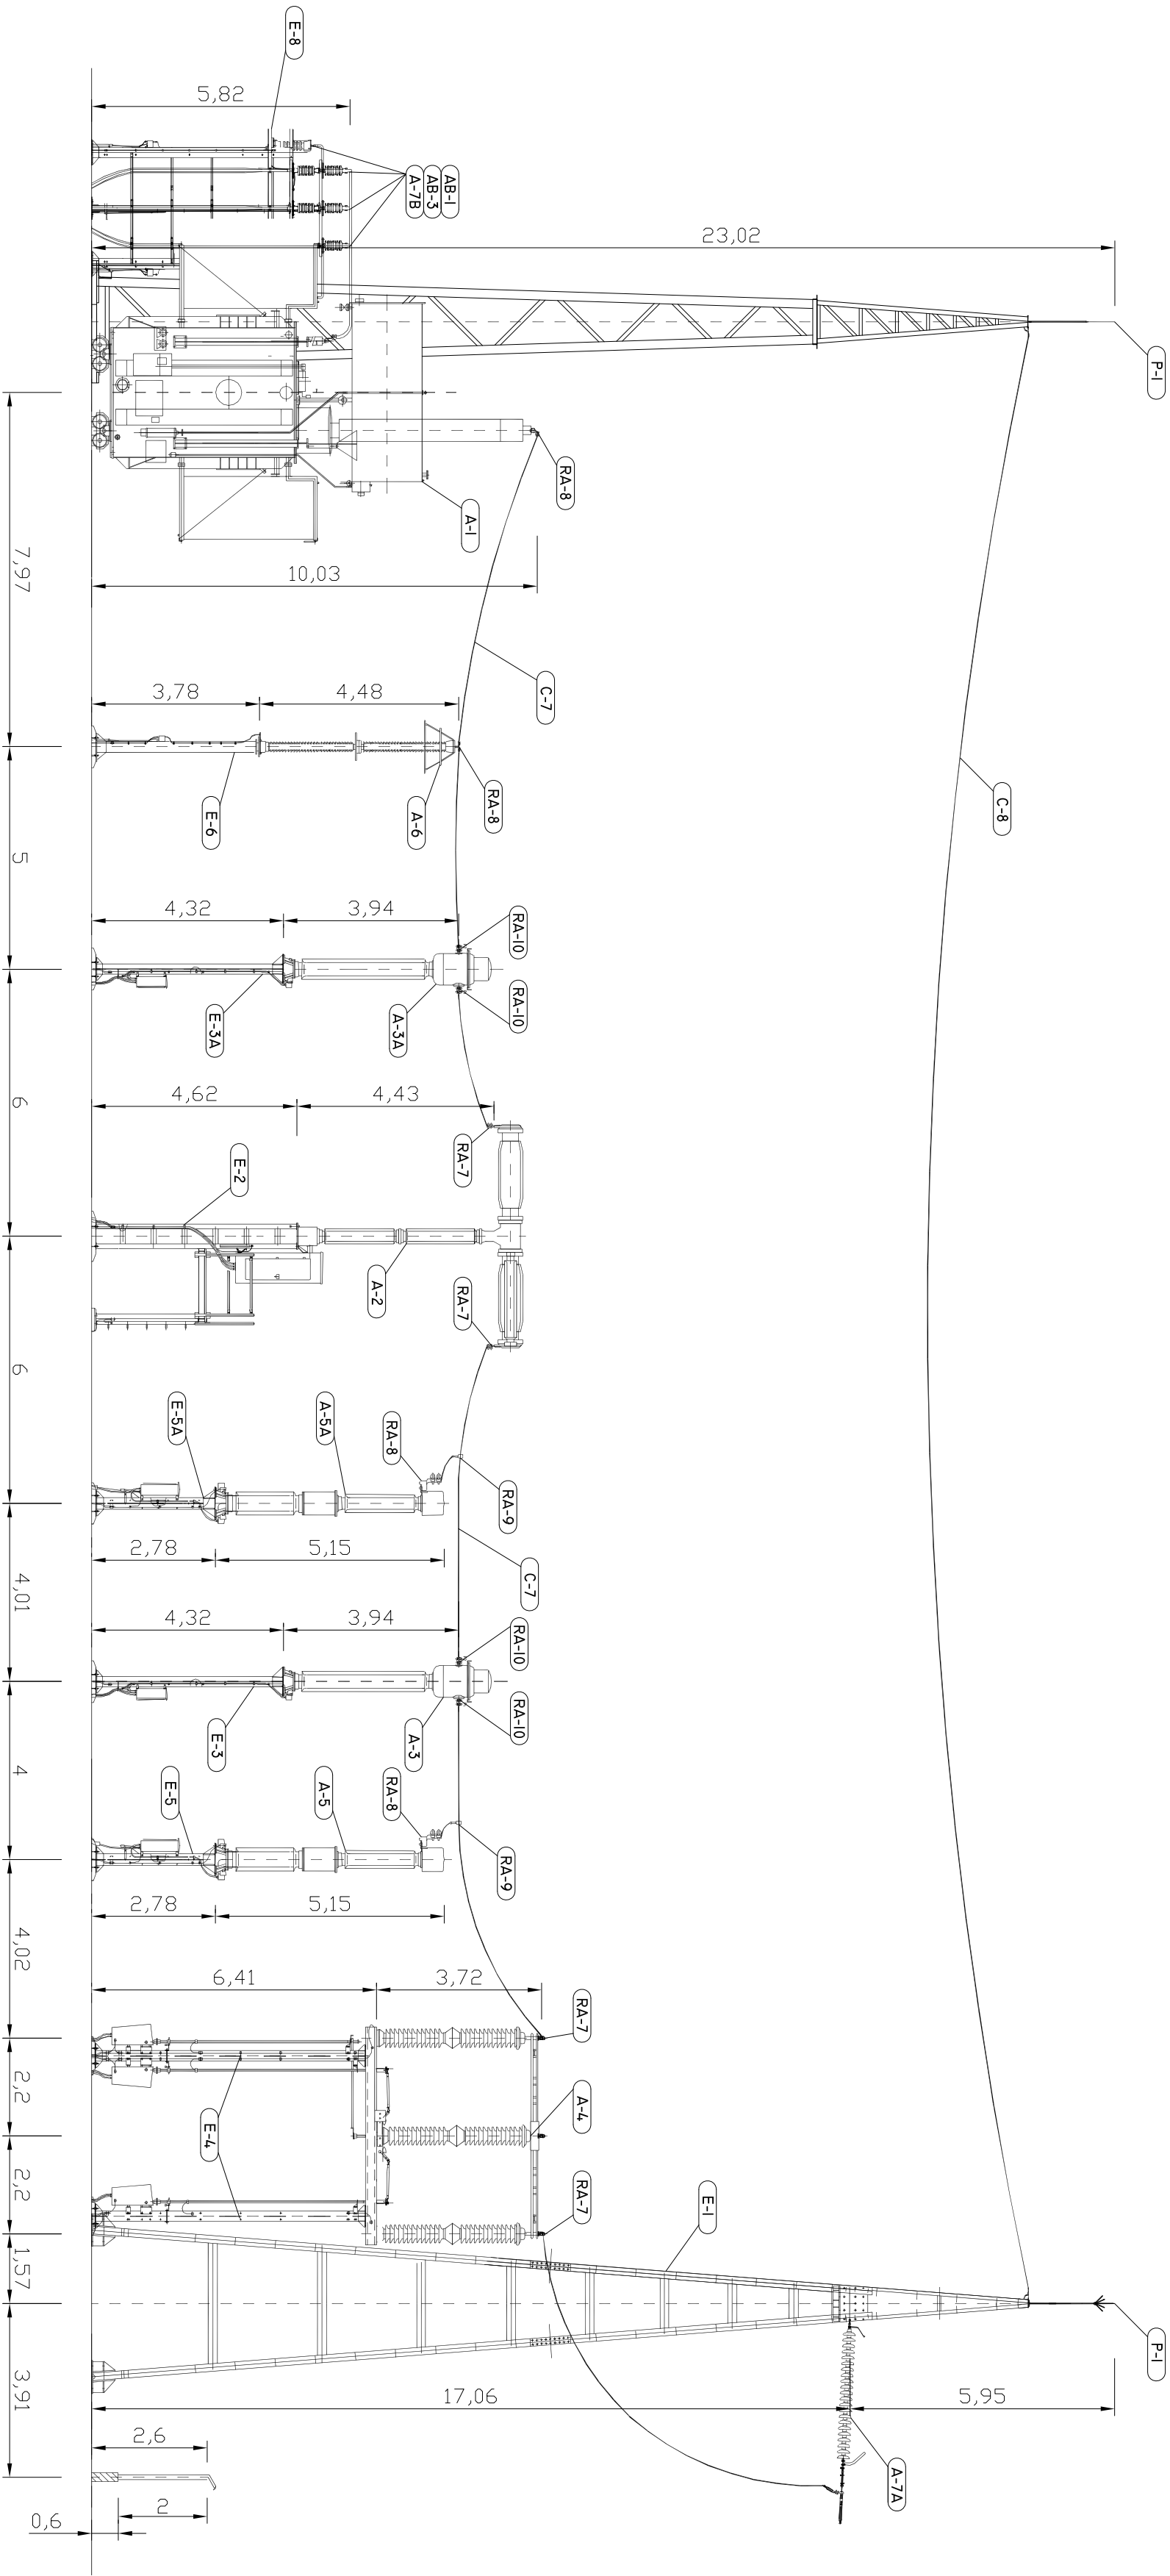 E-8
5,82
AB-1
AB-3
A-7B
23,02
P-1
RA-8
A-1
10,03
7,97
C-7
3,78
4,48
RA-8
A-6
E-6
C-8
5
4,32
3,94
RA-10
RA-10
A-3A
E-3A
6
4,62
4,43
RA-7
E-2
A-2
RA-7
6
E-5A
A-5A
RA-8
RA-9
2,78
5,15
C-7
4,01
4,32
3,94
RA-10
RA-10
A-3
E-3
4
E-5
A-5
RA-8
RA-9
2,78
5,15
4,02
6,41
3,72
RA-7
A-4
E-4
2,2
2,2
RA-7
E-1
1,57
P-1
17,06
5,95
3,91
A-7A
2,6
2
0,6